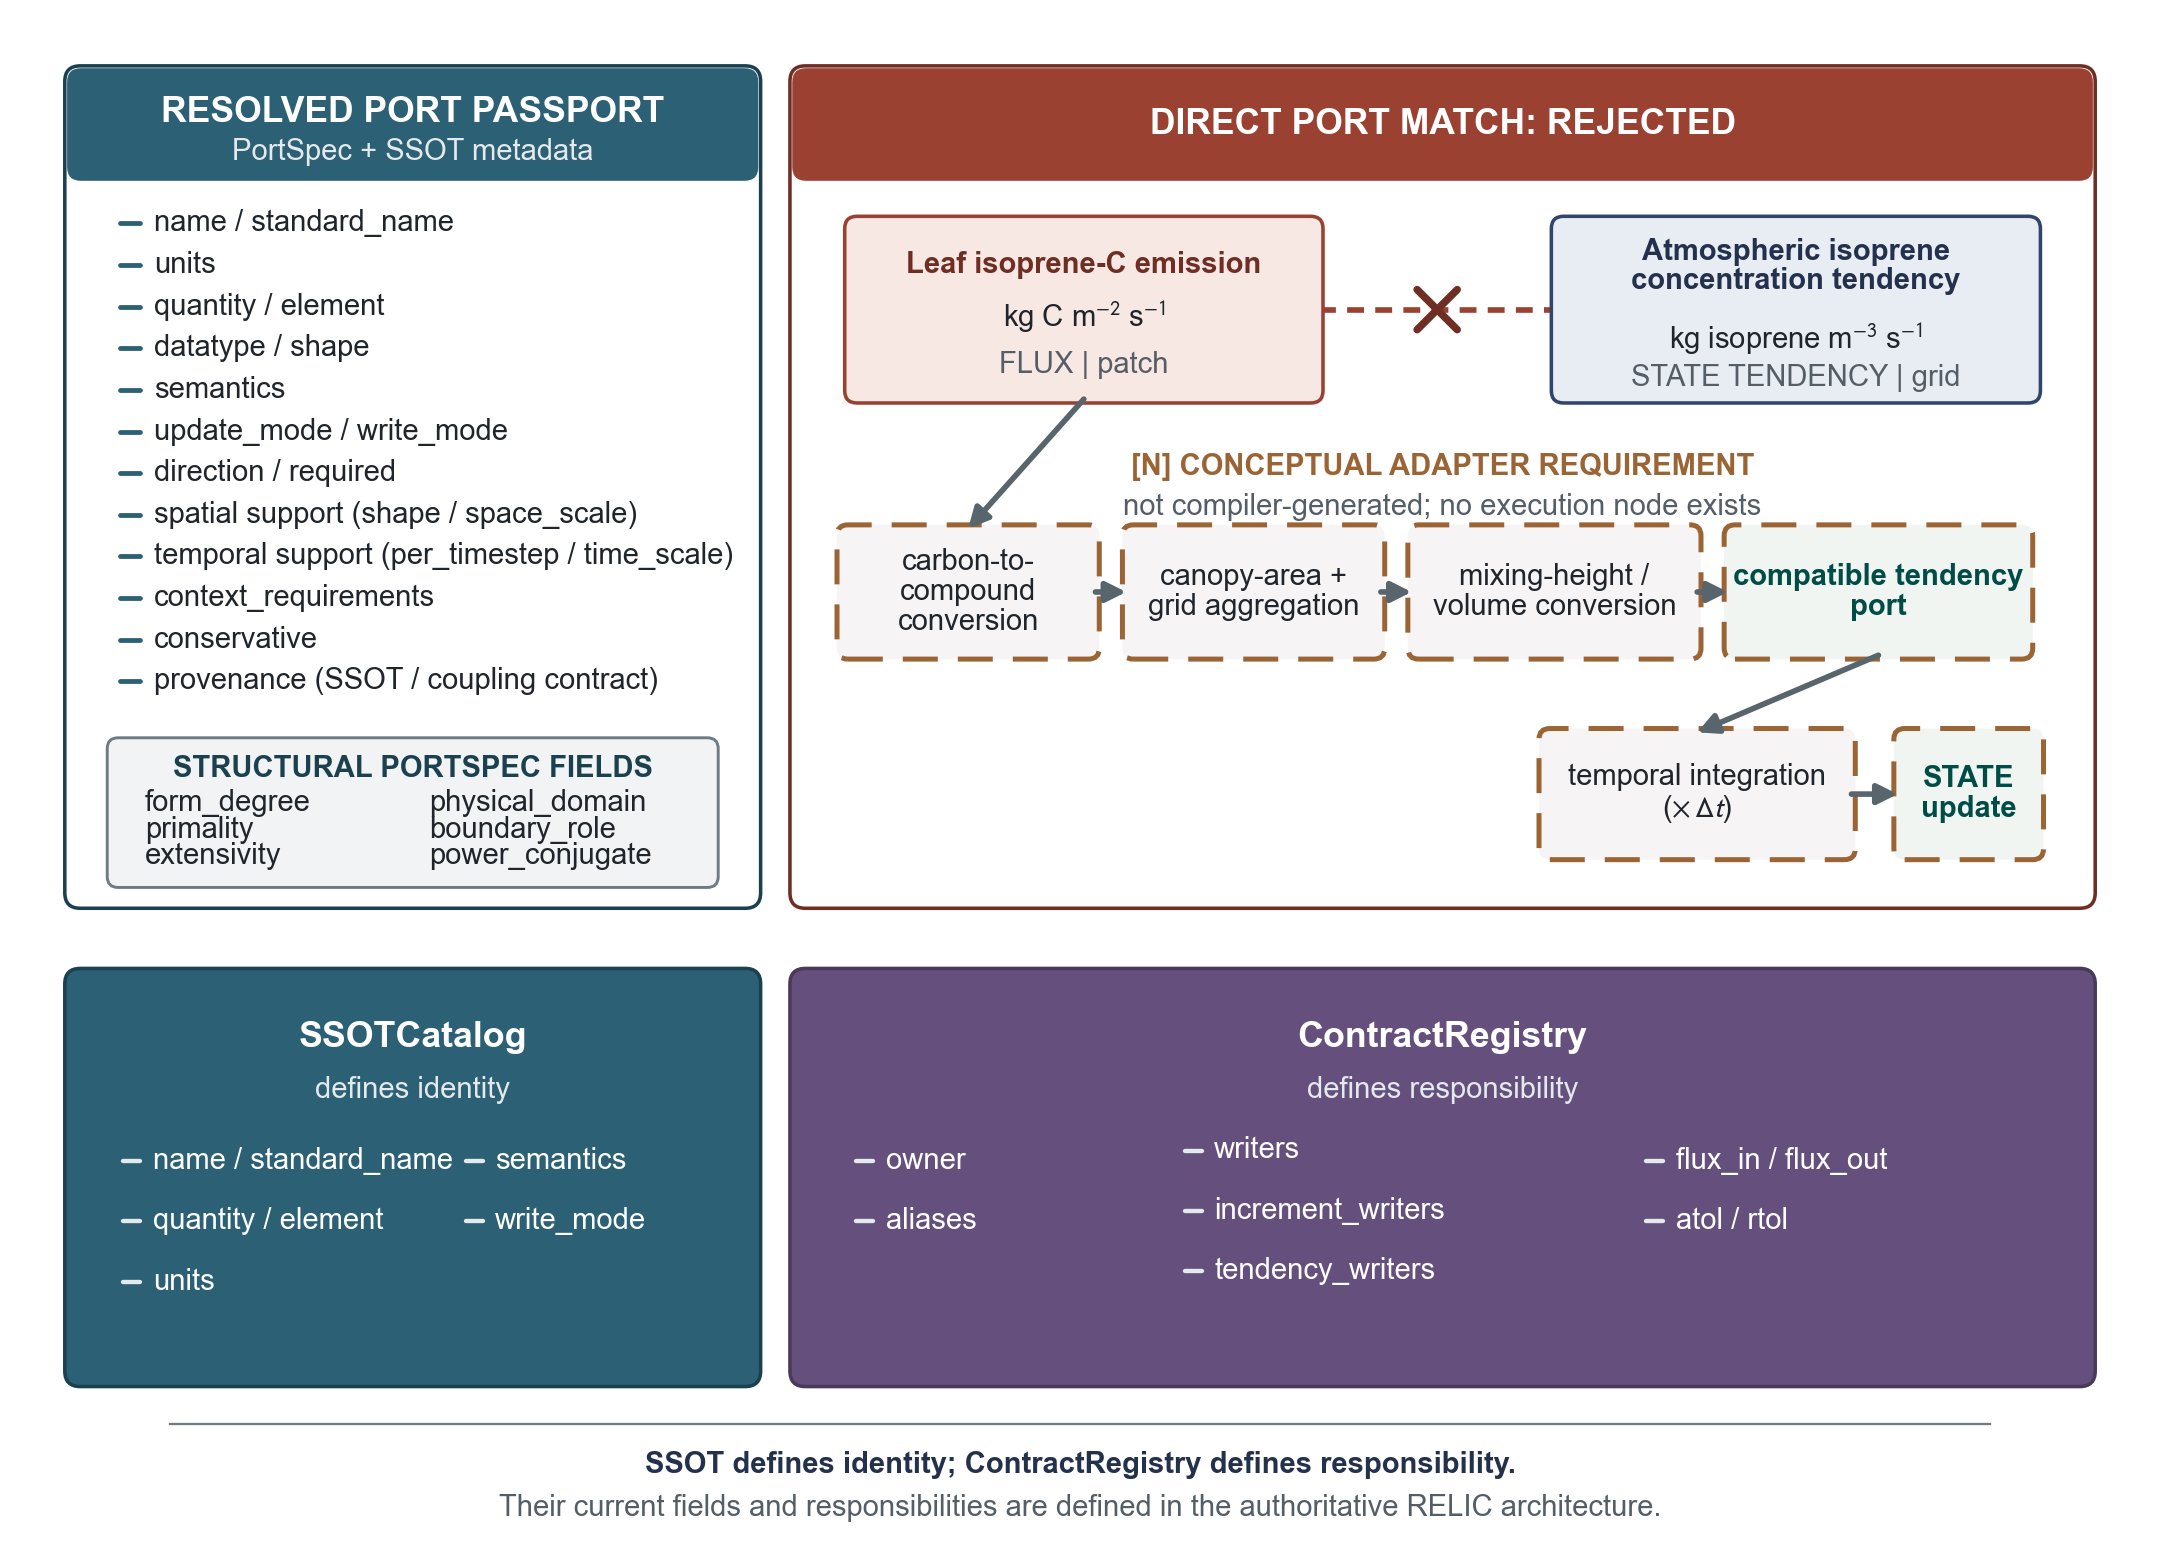 RESOLVED PORT PASSPORT
PortSpec + SSOT metadata
name / standard_name
units
quantity / element
datatype / shape
semantics
update_mode / write_mode
direction / required
spatial support (shape / space_scale)
temporal support (per_timestep / time_scale)
context_requirements
conservative
provenance (SSOT / coupling contract)
STRUCTURAL PORTSPEC FIELDS
form_degree
primality
extensivity
physical_domain
boundary_role
power_conjugate
DIRECT PORT MATCH: REJECTED
Leaf isoprene-C emission
kg C m⁻² s⁻¹
FLUX | patch
Atmospheric isoprene
concentration tendency
kg isoprene m⁻³ s⁻¹
STATE TENDENCY | grid
[N] CONCEPTUAL ADAPTER REQUIREMENT
not compiler-generated; no execution node exists
carbon-to-
compound
conversion
canopy-area +
grid aggregation
mixing-height /
volume conversion
compatible tendency
port
temporal integration
(× Δt)
STATE
update
SSOTCatalog
defines identity
name / standard_name
quantity / element
units
semantics
write_mode
ContractRegistry
defines responsibility
owner
aliases
writers
increment_writers
tendency_writers
flux_in / flux_out
atol / rtol
SSOT defines identity; ContractRegistry defines responsibility.
Their current fields and responsibilities are defined in the authoritative RELIC architecture.